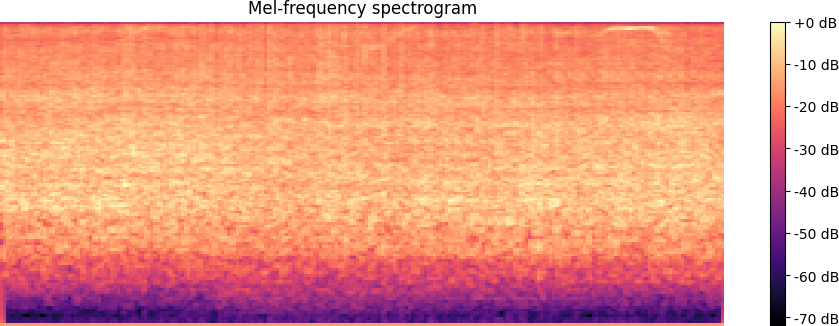 Mel-frequency spectrogram
+0 dB
-10 dB
-20 dB
-30 dB
-40 dB
-50 dB
-60 dB
-70 dB